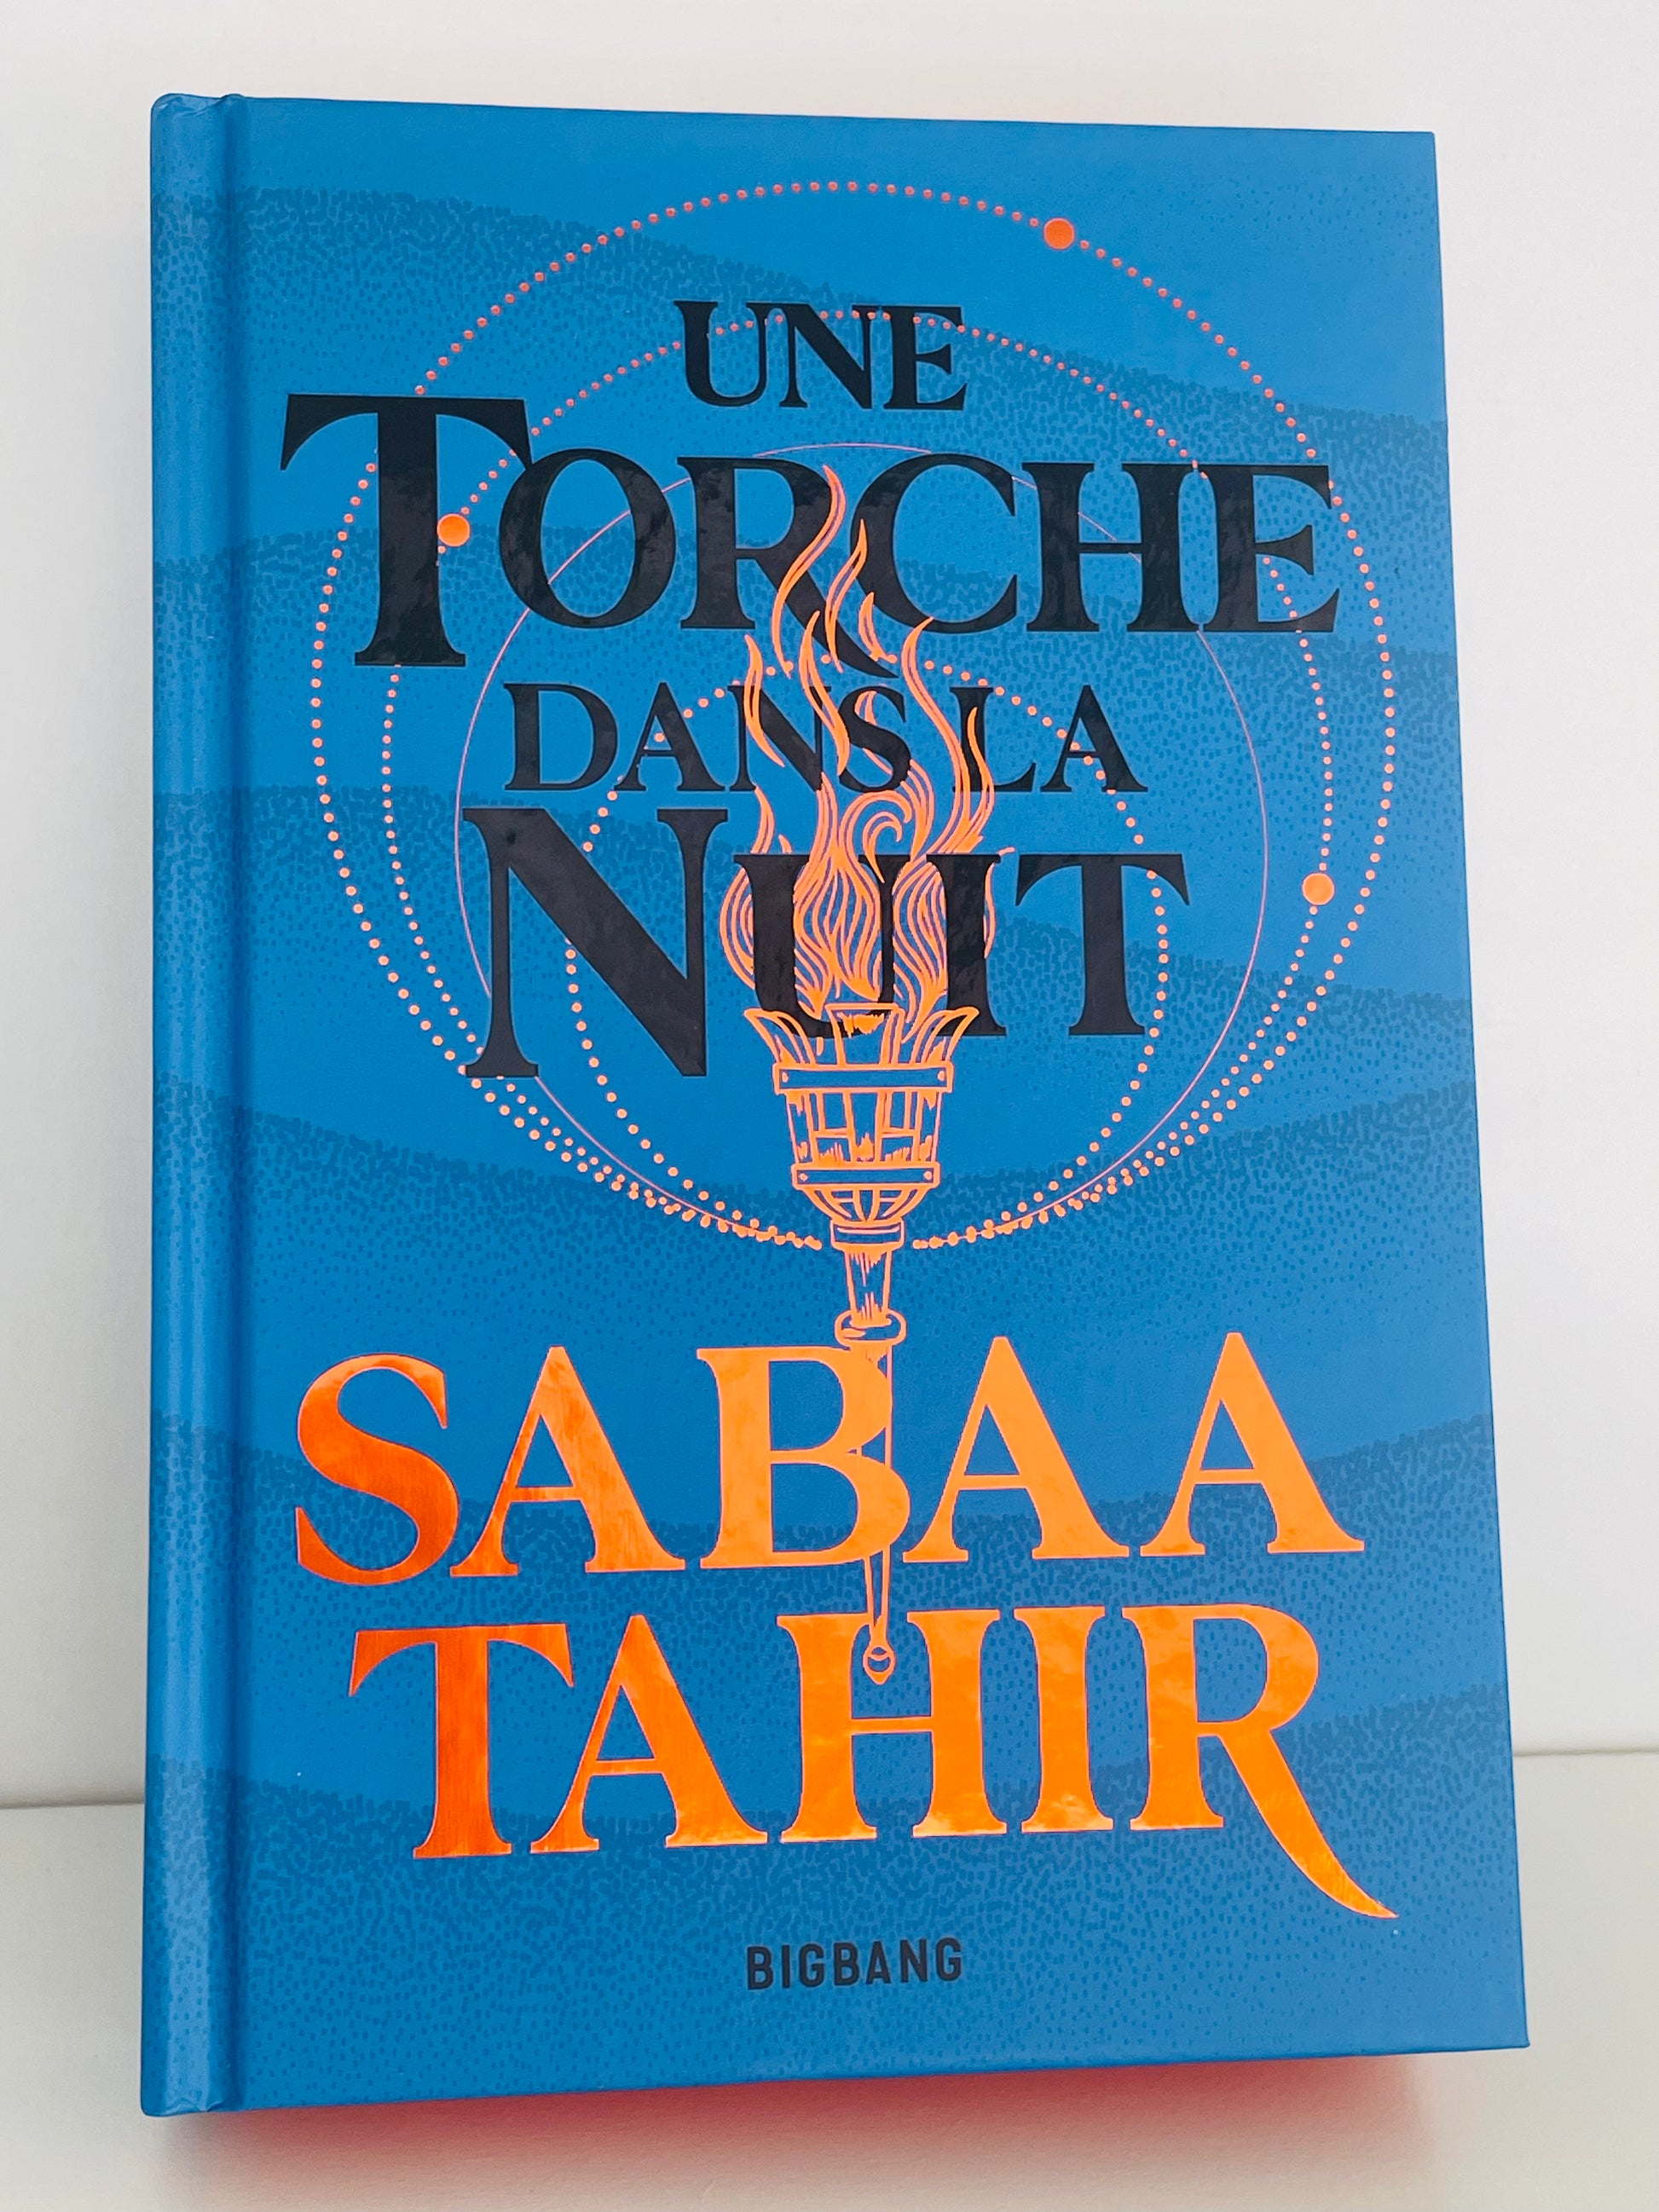 UNE
TORCHE
DANS LA
NUIT
SABAA
TAHIR
BIGBANG